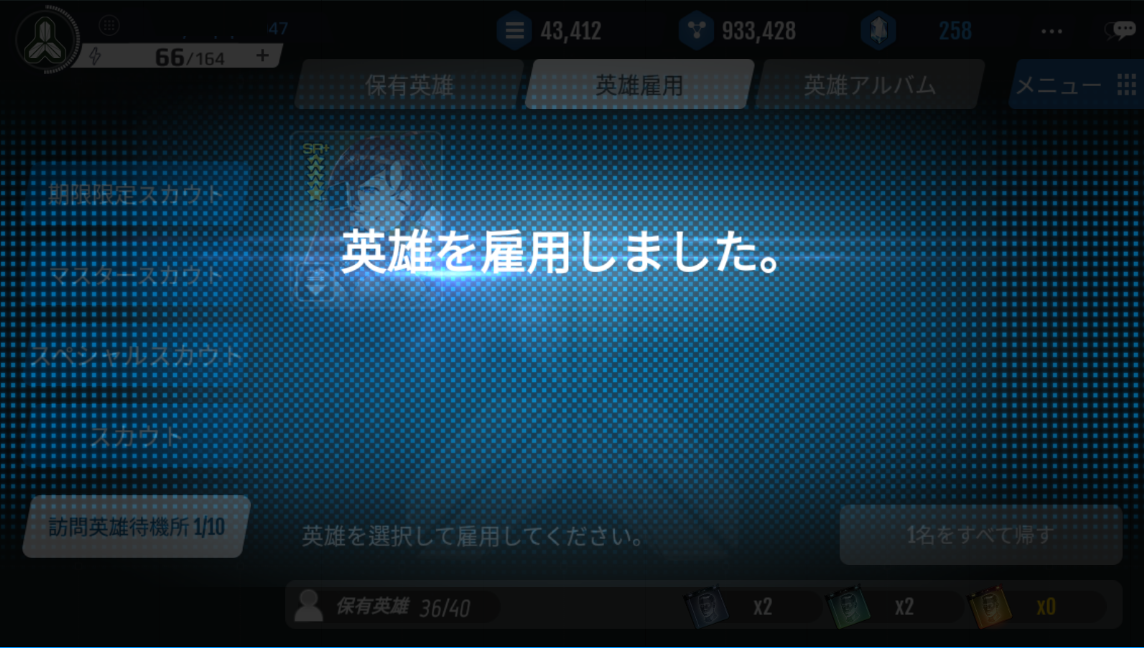 47
66/164 +
43,412
933,428
258
保有英雄
英雄雇用
英雄アルバム
メニュー
SR+
期限限定スカウト
マスタースカウト
スペシャルスカウト
スカウト
英雄を雇用しました。
訪問英雄待機所 1/10
英雄を選択して雇用してください。
1名をすべて帰す
保有英雄 36/40
x2
x2
x0